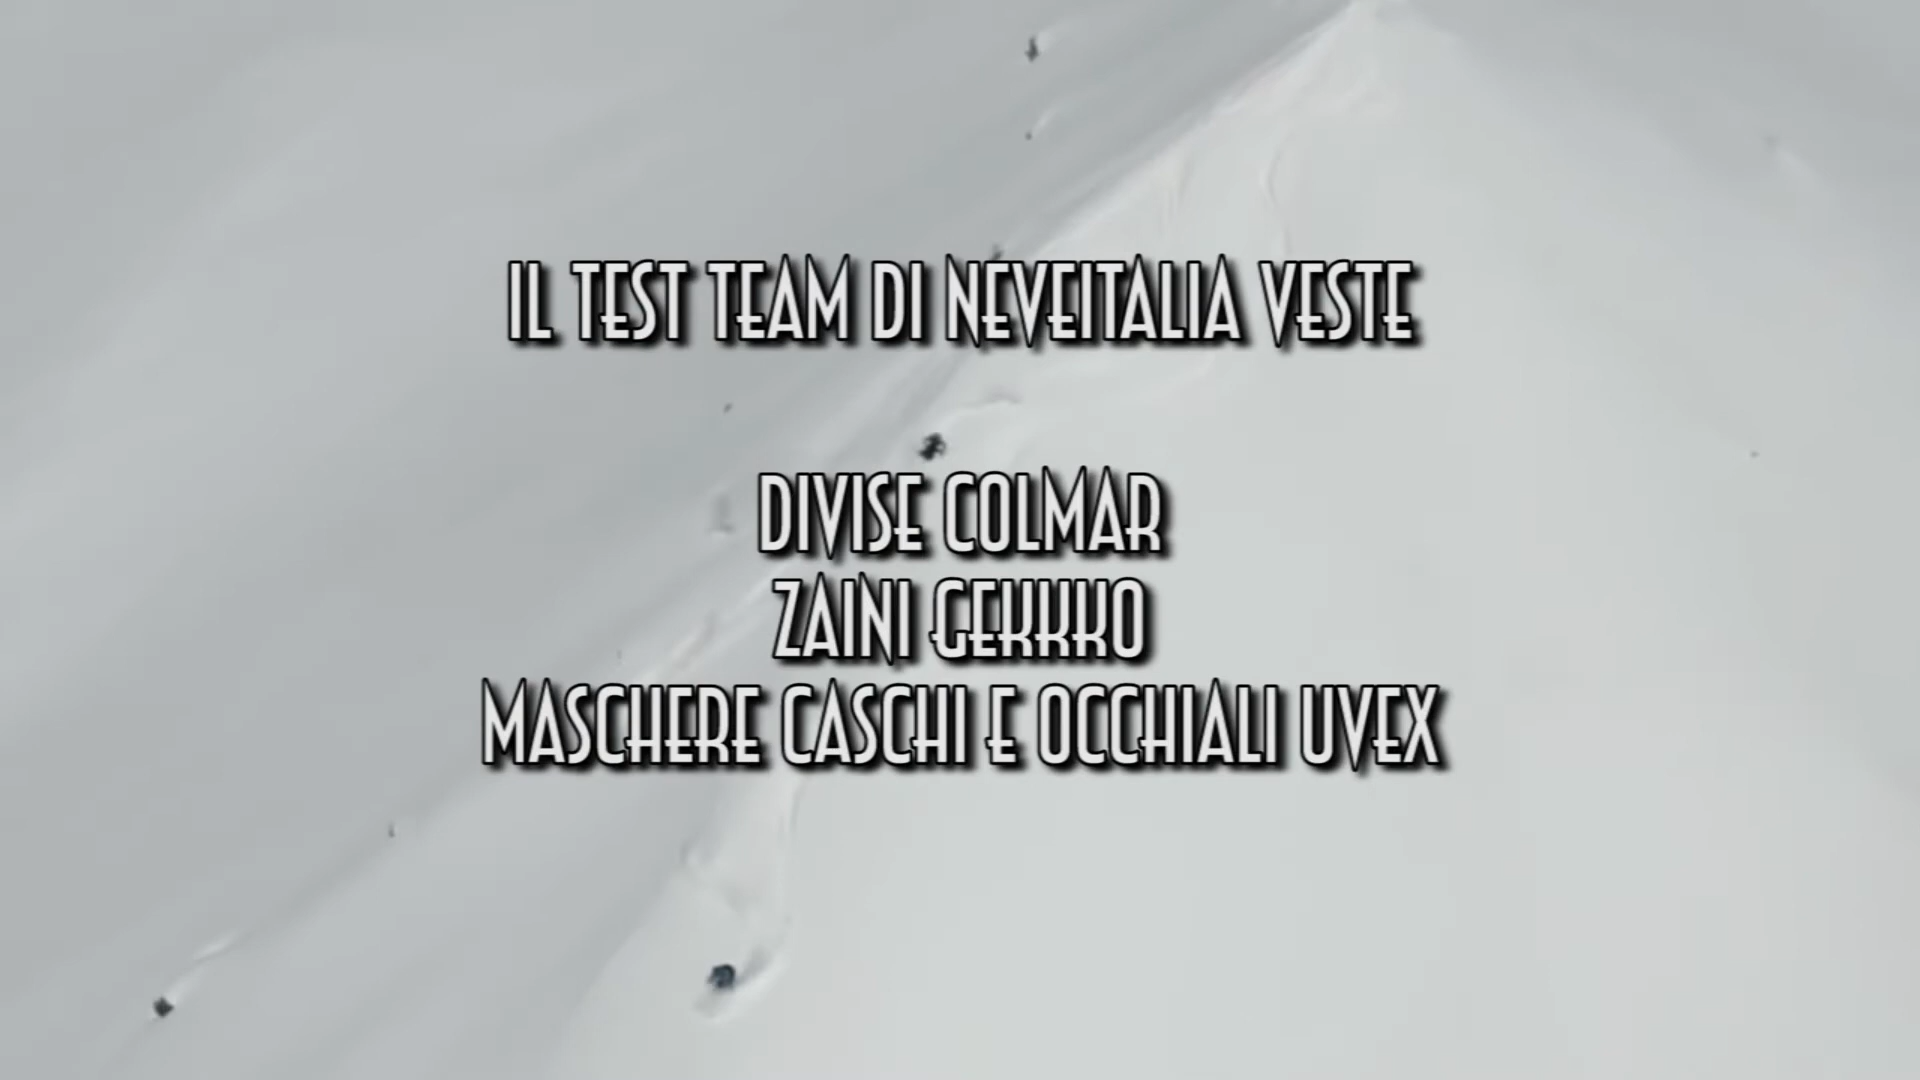 IL TEST TEAM DI NEVEITALIA VESTE
DIVISE COLMAR
ZAINI GEKKKO
MASCHERE CASCHI E OCCHIALI UVEX